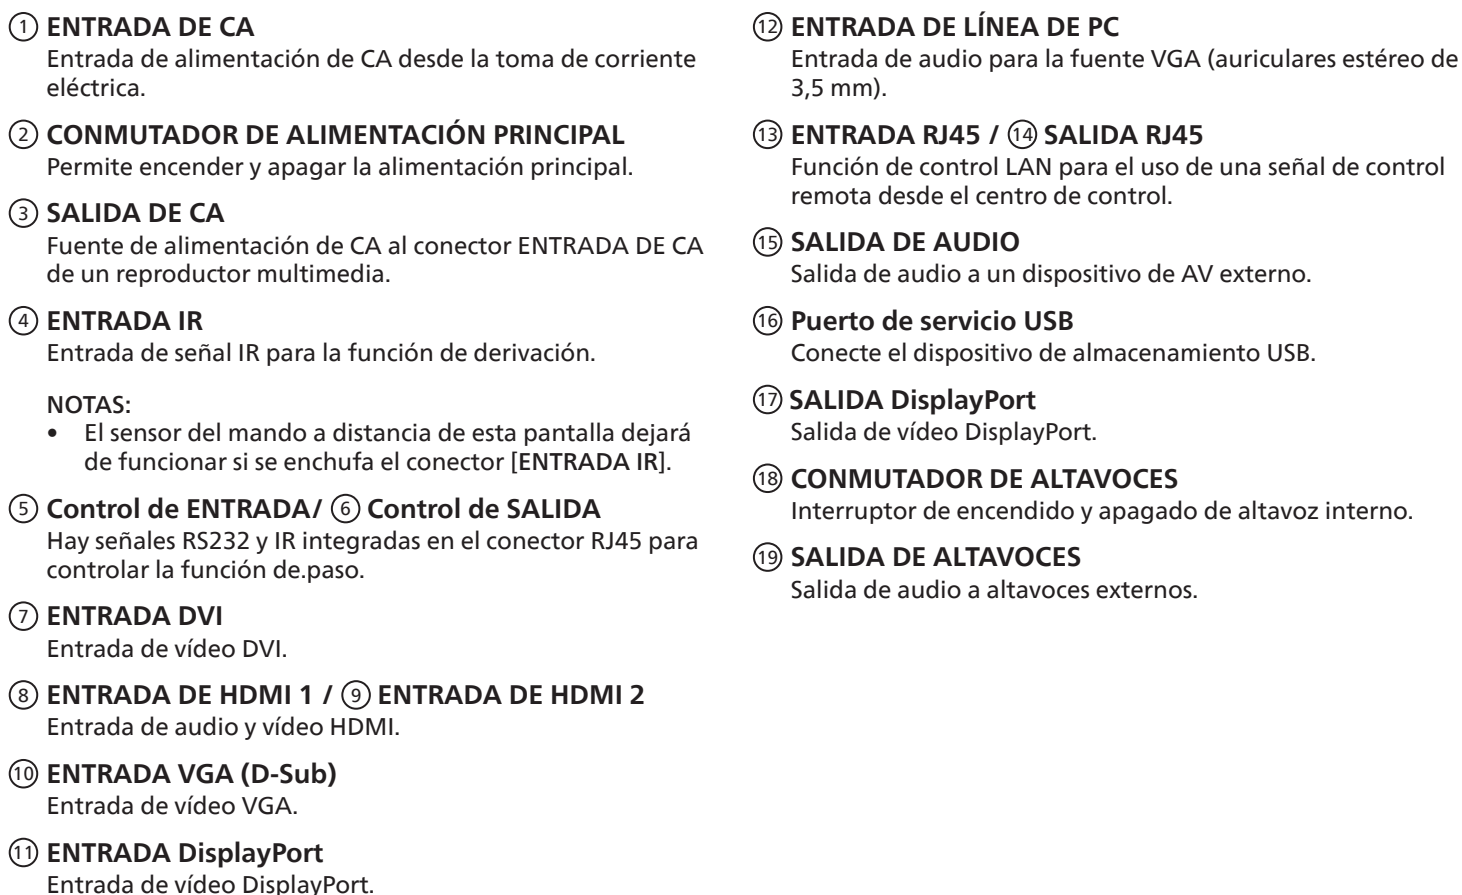 ① ENTRADA DE CA
Entrada de alimentación de CA desde la toma de corriente
eléctrica.
② CONMUTADOR DE ALIMENTACIÓN PRINCIPAL
Permite encender y apagar la alimentación principal.
③ SALIDA DE CA
Fuente de alimentación de CA al conector ENTRADA DE CA
de un reproductor multimedia.
④ ENTRADA IR
Entrada de señal IR para la función de derivación.
NOTAS:
• El sensor del mando a distancia de esta pantalla dejará
de funcionar si se enchufa el conector [ENTRADA IR].
⑤ Control de ENTRADA/ ⑥ Control de SALIDA
Hay señales RS232 y IR integradas en el conector RJ45 para
controlar la función de.paso.
⑦ ENTRADA DVI
Entrada de vídeo DVI.
⑧ ENTRADA DE HDMI 1 / ⑨ ENTRADA DE HDMI 2
Entrada de audio y vídeo HDMI.
⑩ ENTRADA VGA (D-Sub)
Entrada de vídeo VGA.
⑪ ENTRADA DisplayPort
Entrada de vídeo DisplayPort.
⑫ ENTRADA DE LÍNEA DE PC
Entrada de audio para la fuente VGA (auriculares estéreo de
3,5 mm).
⑬ ENTRADA RJ45 / ⑭ SALIDA RJ45
Función de control LAN para el uso de una señal de control
remota desde el centro de control.
⑮ SALIDA DE AUDIO
Salida de audio a un dispositivo de AV externo.
⑯ Puerto de servicio USB
Conecte el dispositivo de almacenamiento USB.
⑰ SALIDA DisplayPort
Salida de vídeo DisplayPort.
⑱ CONMUTADOR DE ALTAVOCES
Interruptor de encendido y apagado de altavoz interno.
⑲ SALIDA DE ALTAVOCES
Salida de audio a altavoces externos.